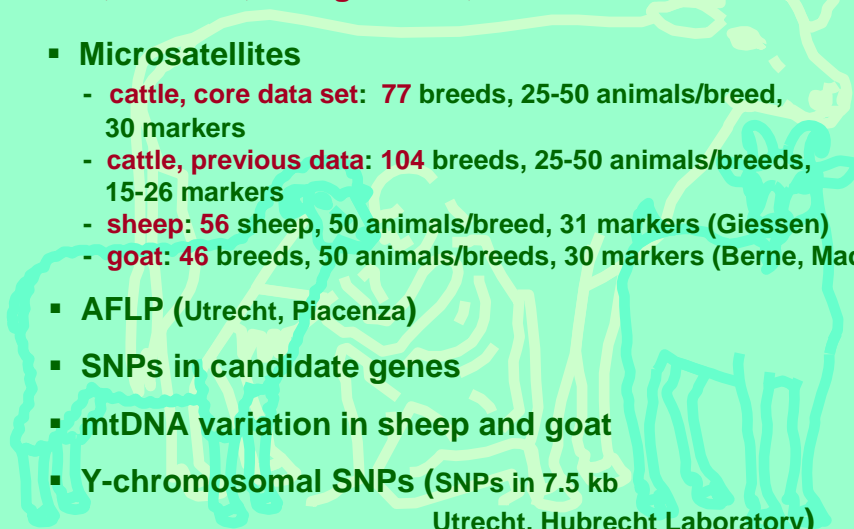 ▪ Microsatellites
- cattle, core data set: 77 breeds, 25-50 animals/breed,
30 markers
- cattle, previous data: 104 breeds, 25-50 animals/breeds,
15-26 markers
- sheep: 56 sheep, 50 animals/breed, 31 markers (Giessen)
- goat: 46 breeds, 50 animals/breeds, 30 markers (Berne, Mac
▪ AFLP (Utrecht, Piacenza)
▪ SNPs in candidate genes
▪ mtDNA variation in sheep and goat
▪ Y-chromosomal SNPs (SNPs in 7.5 kb
Utrecht, Hubrecht Laboratory)